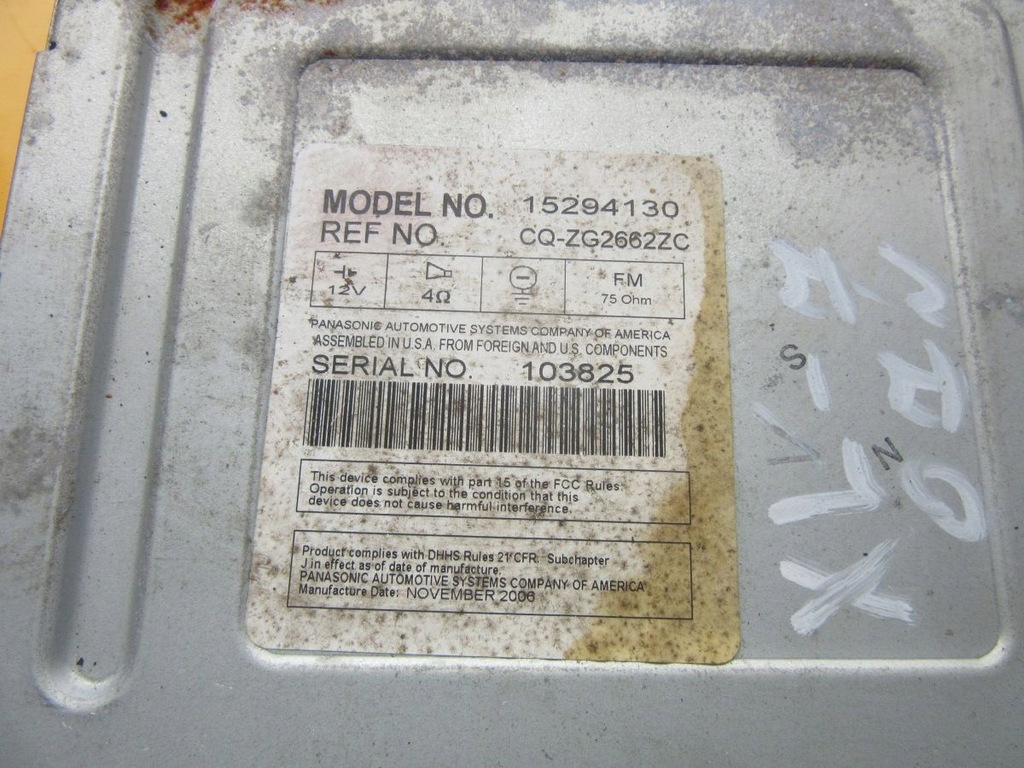 MODEL NO. 15294130
REF NO. CQ-ZG2662ZC
12V
4Ω
FM
75 Ohm
PANASONIC AUTOMOTIVE SYSTEMS COMPANY OF AMERICA
ASSEMBLED IN U.S.A. FROM FOREIGN AND U.S. COMPONENTS
SERIAL NO. 103825
This device complies with part 15 of the FCC Rules.
Operation is subject to the condition that this
device does not cause harmful interference.
Product complies with DHHS Rules 21 CFR. Subchapter
J in effect as of date of manufacture.
PANASONIC AUTOMOTIVE SYSTEMS COMPANY OF AMERICA
Manufacture Date: NOVEMBER 2006
S
N